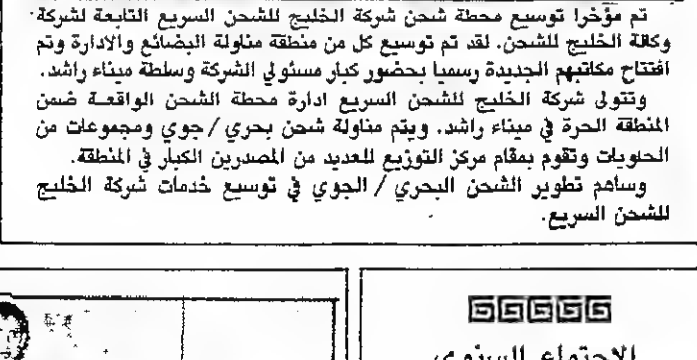 تم مؤخرا توسيع محطة شحن شركة الخليج للشحن السريع التابعة لشركة
وكالة الخليج للشحن. لقد تم توسيع كل من منطقة مناولة البضائع والادارة وتم
افتتاح مكاتبهم الجديدة رسميا بحضور كبار مسئولي الشركة وسلطة ميناء راشد.
وتتولى شركة الخليج للشحن السريع ادارة محطة الشحن الواقعة ضمن
المنطقة الحرة في ميناء راشد. ويتم مناولة شحن بحري / جوي ومجموعات من
الحلويات وتقوم بمقام مركز التوزيع للعديد من المصدرين الكبار في المنطقة.
وساهم تطوير الشحن البحري / الجوي في توسيع خدمات شركة الخليج
للشحن السريع.
الاجتماع السنوي